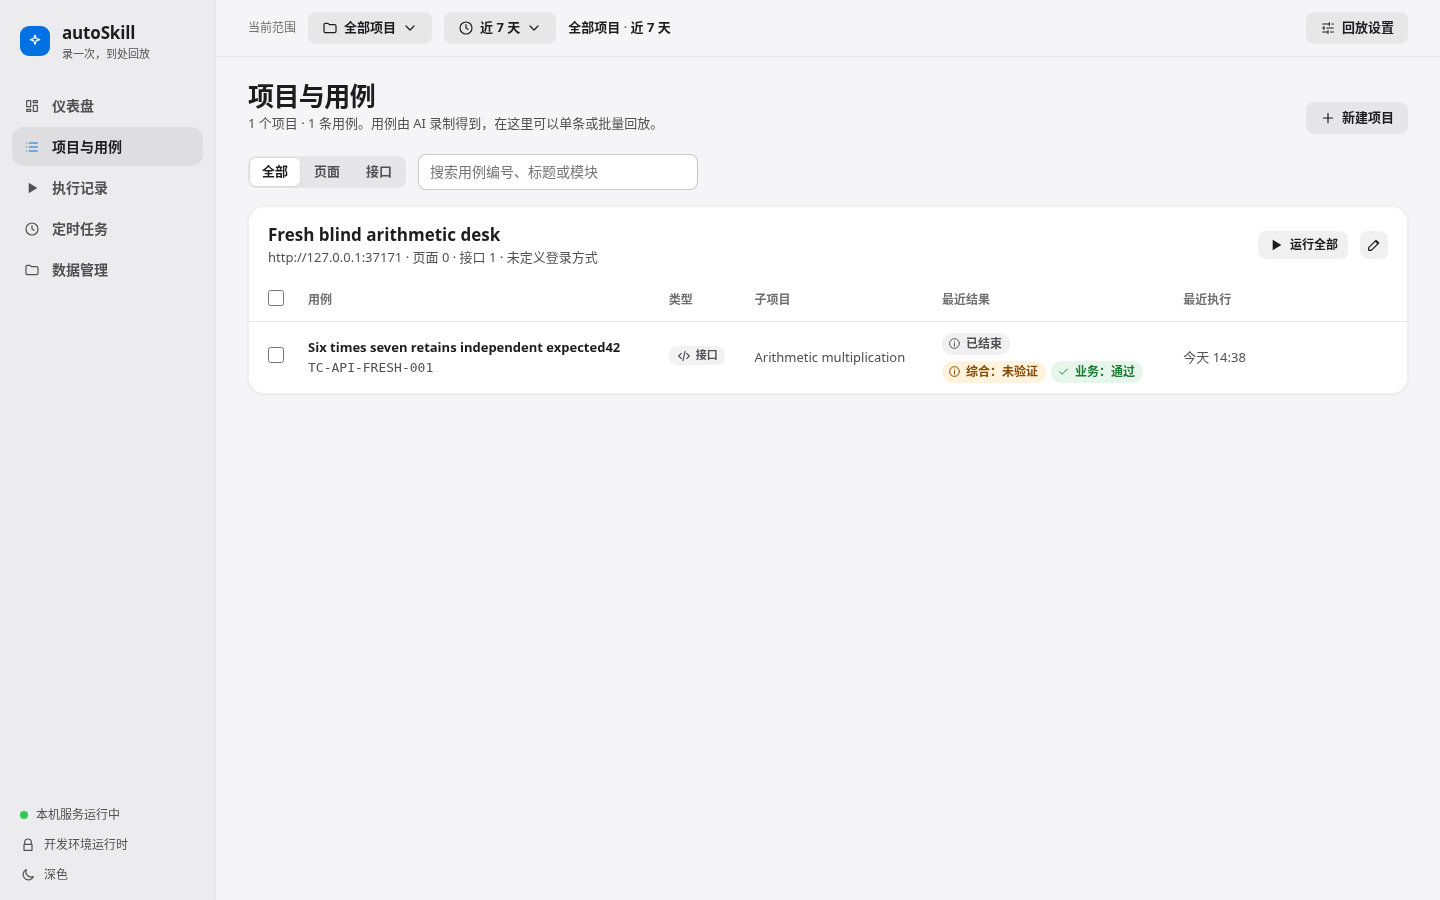 autoSkill
录一次，到处回放
仪表盘
项目与用例
执行记录
定时任务
数据管理
本机服务运行中
开发环境运行时
深色
当前范围 全部项目 近 7 天 全部项目 · 近 7 天 回放设置
项目与用例
1 个项目 · 1 条用例。用例由 AI 录制得到，在这里可以单条或批量回放。
新建项目
全部 页面 接口 搜索用例编号、标题或模块
Fresh blind arithmetic desk
http://127.0.0.1:37171 · 页面 0 · 接口 1 · 未定义登录方式
运行全部
用例 类型 子项目 最近结果 最近执行
Six times seven retains independent expected42
TC-API-FRESH-001
接口
Arithmetic multiplication
已结束
综合：未验证 业务：通过
今天 14:38